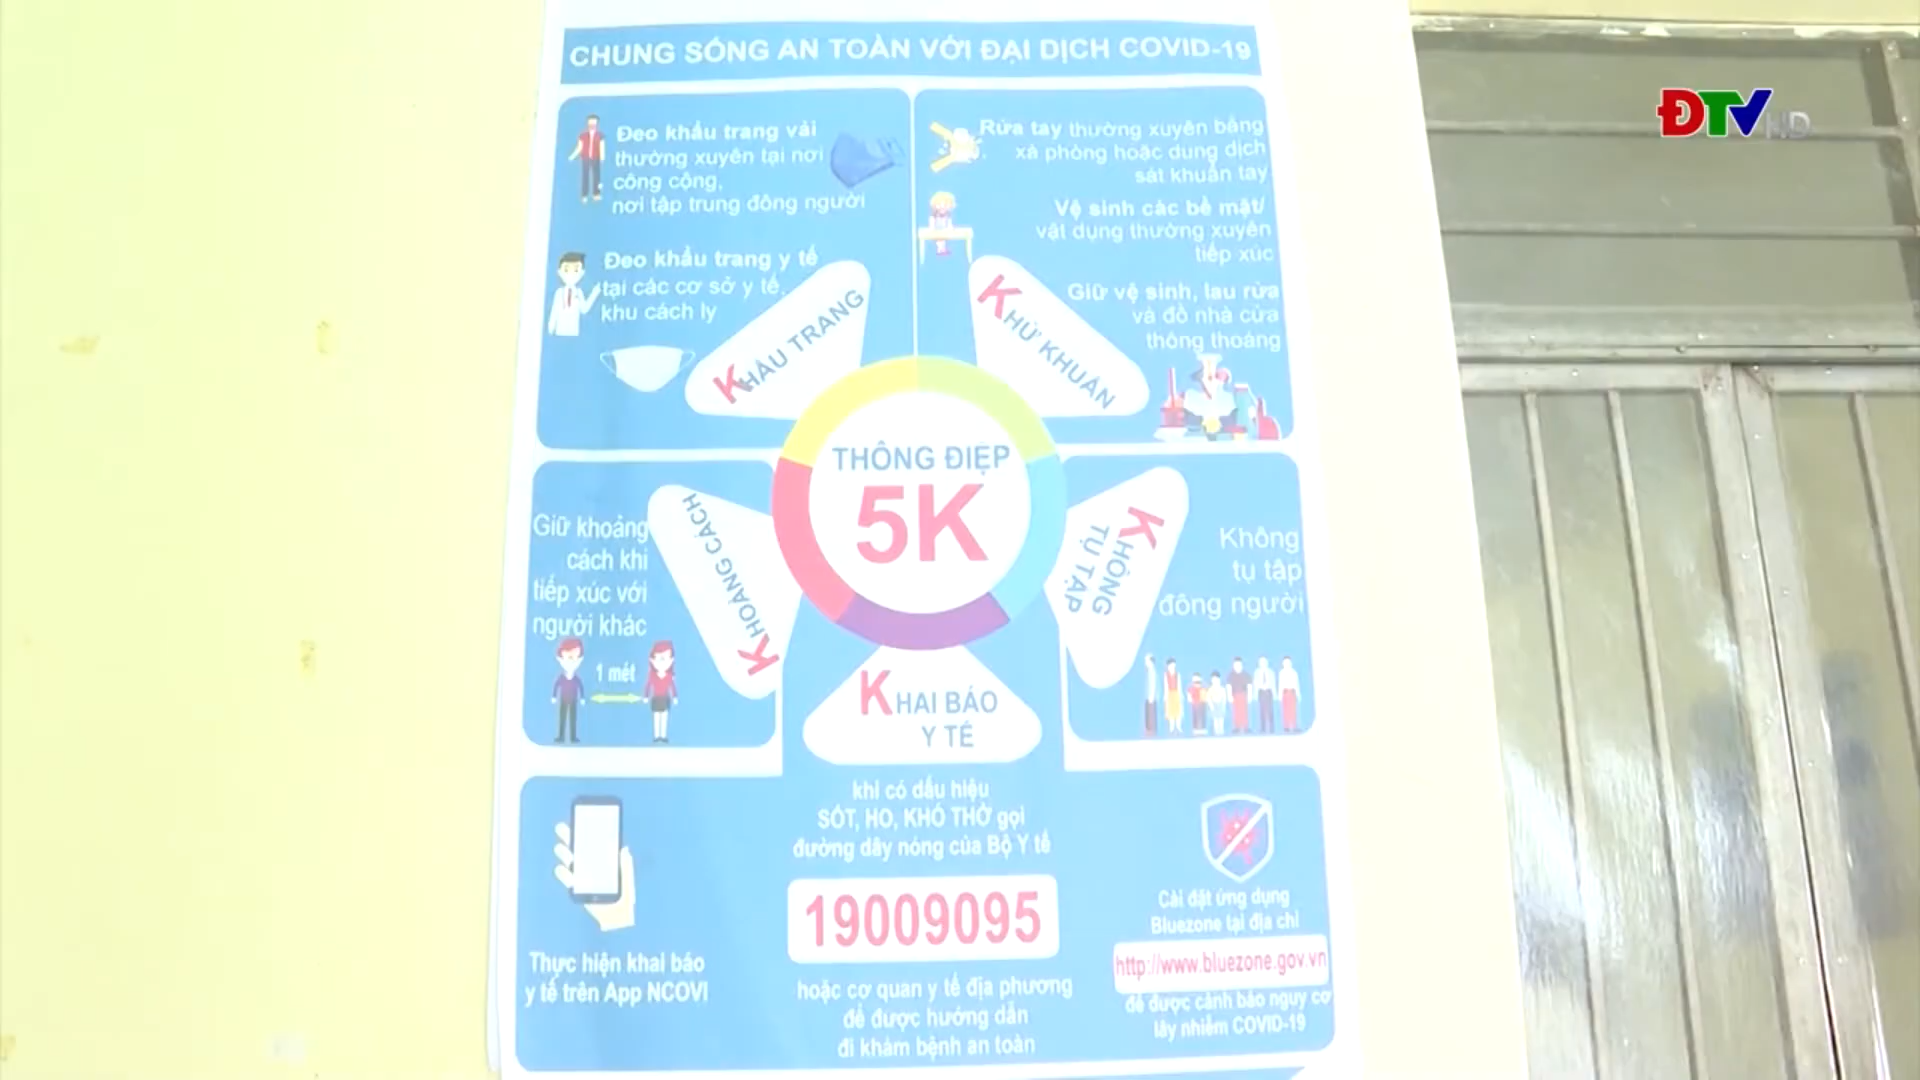 CHUNG SỐNG AN TOÀN VỚI ĐẠI DỊCH COVID-19
ĐTV HD
Đeo khẩu trang vải
thường xuyên tại nơi
công cộng,
nơi tập trung đông người
Đeo khẩu trang y tế
tại các cơ sở y tế,
khu cách ly
KHẨU TRANG
Rửa tay thường xuyên bằng
xà phòng hoặc dung dịch
sát khuẩn tay
Vệ sinh các bề mặt/
vật dụng thường xuyên
tiếp xúc
Giữ vệ sinh, lau rửa
và để nhà cửa
thông thoáng
KHỬ KHUẨN
THÔNG ĐIỆP
5K
Giữ khoảng
cách khi
tiếp xúc với
người khác
1 mét
KHOẢNG CÁCH
KHÔNG
TỤ TẬP
Không
tụ tập
đông người
KHAI BÁO
Y TẾ
khi có dấu hiệu
SỐT, HO, KHÓ THỞ gọi
đường dây nóng của Bộ Y tế
19009095
hoặc cơ quan y tế địa phương
để được hướng dẫn
đi khám bệnh an toàn
Thực hiện khai báo
y tế trên App NCOVI
Cài đặt ứng dụng
Bluezone tại địa chỉ
http://www.bluezone.gov.vn
để được cảnh báo nguy cơ
lây nhiễm COVID-19